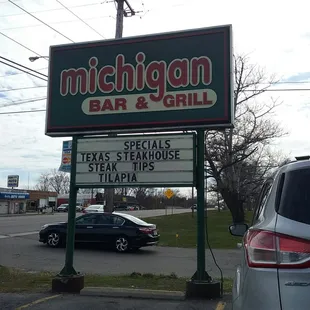 michigan
BAR & GRILL
SPECIALS
TEXAS STEAKHOUSE
STEAK TIPS
TILAPIA